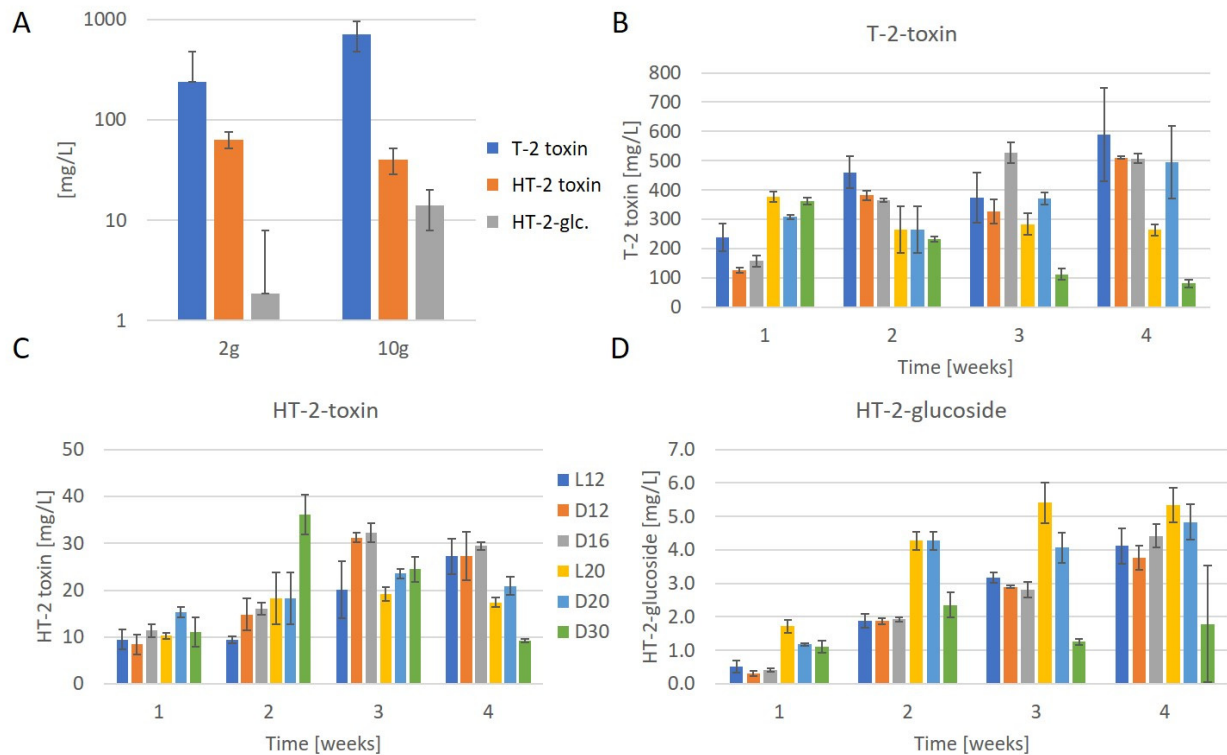 A
[mg/L]
1000
100
10
1
2g
10g
T-2 toxin
HT-2 toxin
HT-2-glc.
B
T-2-toxin
T-2 toxin [mg/L]
800
700
600
500
400
300
200
100
0
1
2
3
4
Time [weeks]
C
HT-2-toxin
HT-2 toxin [mg/L]
50
40
30
20
10
0
1
2
3
4
Time [weeks]
L12
D12
D16
L20
D20
D30
D
HT-2-glucoside
HT-2-glucoside [mg/L]
7.0
6.0
5.0
4.0
3.0
2.0
1.0
0.0
1
2
3
4
Time [weeks]